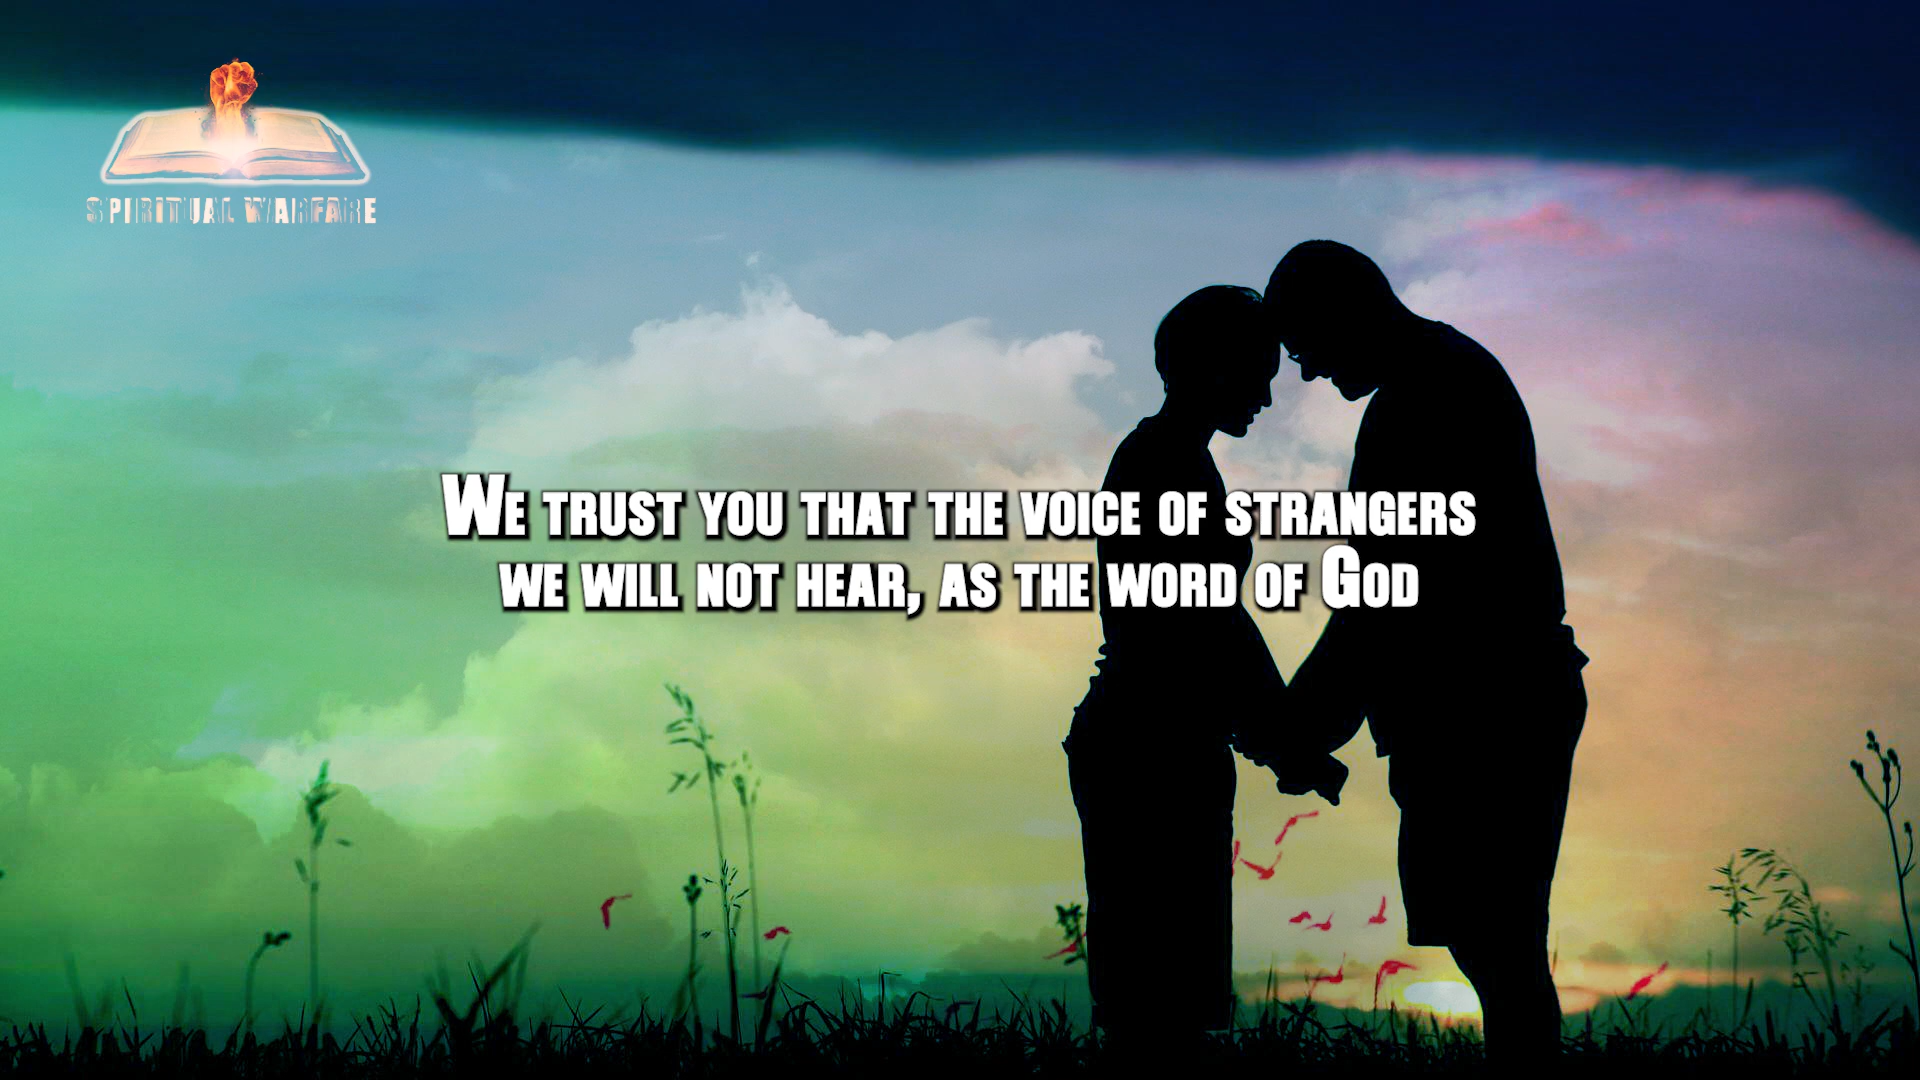 SPIRITUAL WARFARE
We trust you that the voice of strangers
we will not hear, as the word of God